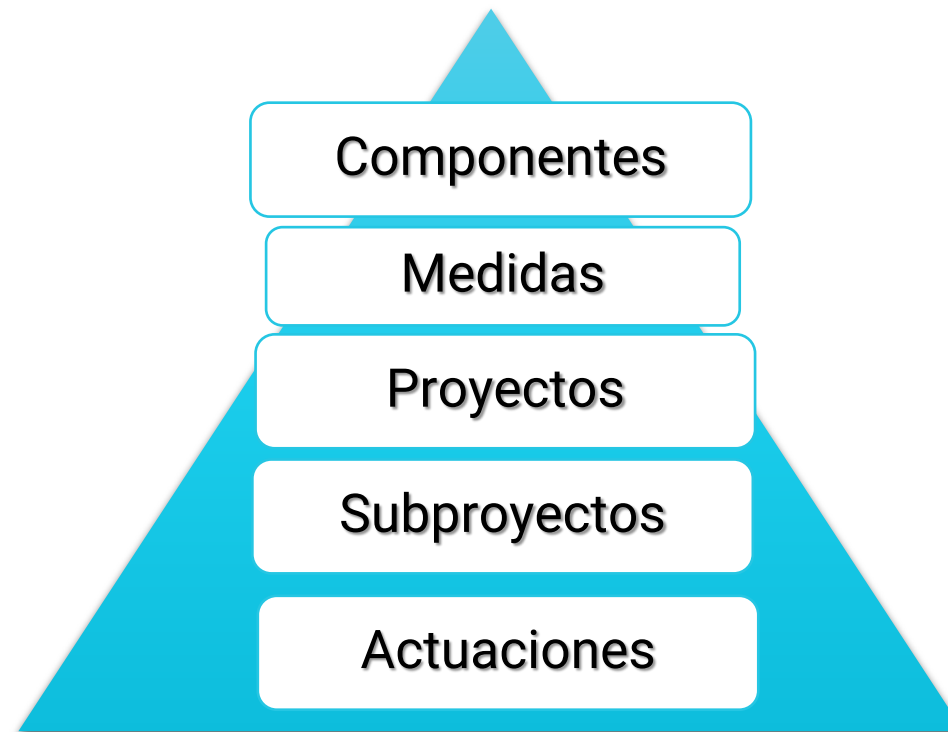 Componentes
Medidas
Proyectos
Subproyectos
Actuaciones